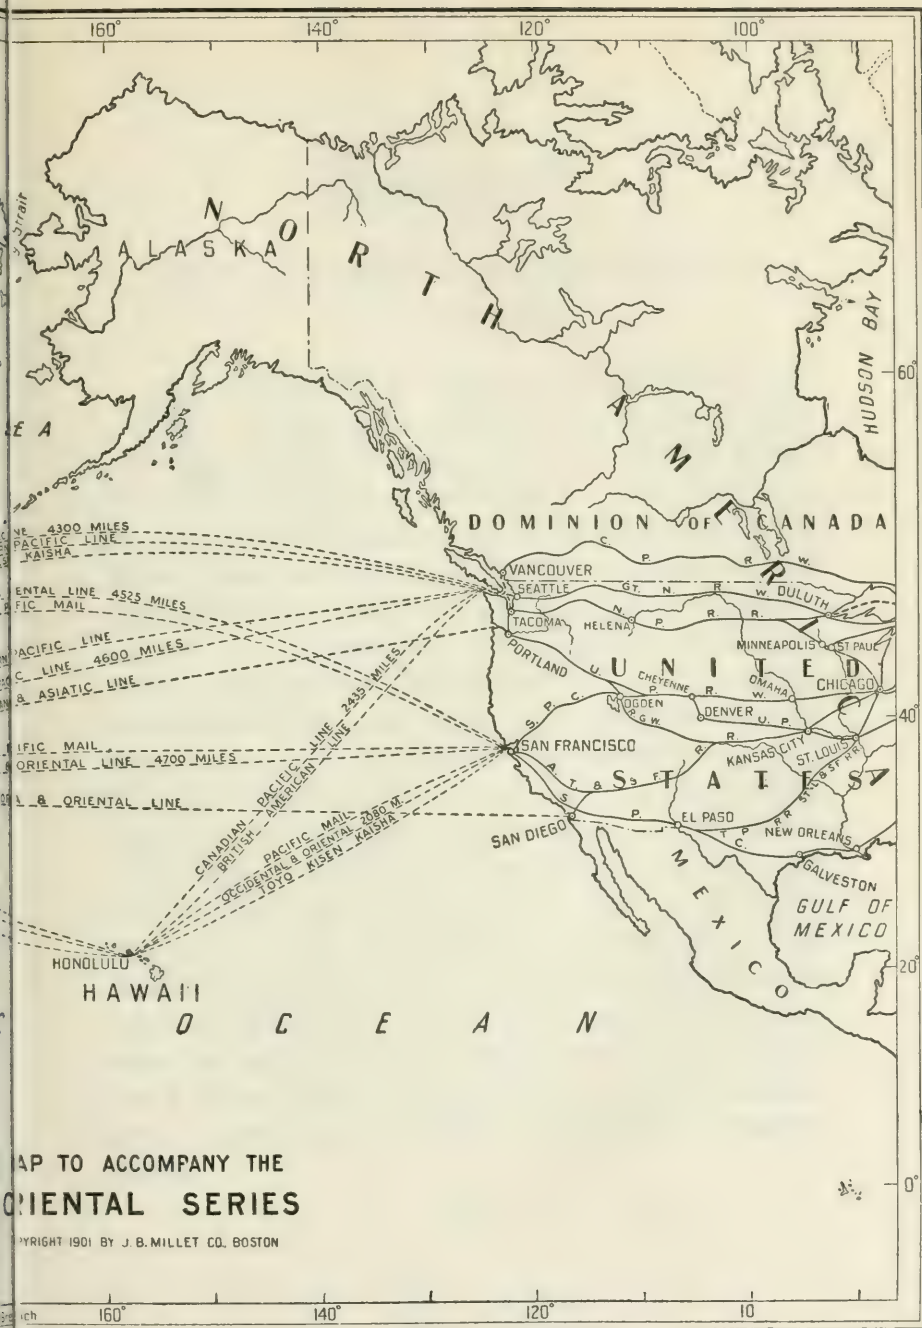 160° 140° 120° 100°
NORTH AMERICA
ALASKA
HUDSON BAY
60°
4300 MILES
PACIFIC LINE
KAISHA
DOMINION OF CANADA
C. P. R. W.
VANCOUVER
SEATTLE
GT. N. R. W.
DULUTH
LINE 4525 MILES
MAIL
TACOMA
N. P. R. R.
HELENA
MINNEAPOLIS
ST PAUL
PACIFIC LINE
LINE 4600 MILES
& ASIATIC LINE
PORTLAND
UNITED STATES
U. P. R. W.
CHEYENNE
OMAHA
CHICAGO
S. P. C.
OGDEN
DENVER
R. G. W.
U. P. R.
40°
MAIL
ORIENTAL LINE 4700 MILES
SAN FRANCISCO
KANSAS CITY
ST. LOUIS
A. T. & S. F. R.
ST. L & SF RR
& ORIENTAL LINE
S. P.
EL PASO
SAN DIEGO
T. P. RR
C.
NEW ORLEANS
GALVESTON
CANADIAN PACIFIC LINE 2435 MILES
BRITISH AMERICAN LINE
PACIFIC MAIL
OCCIDENTAL & ORIENTAL 2080 M.
TOYO KISEN KAISHA
MEXICO
GULF OF
MEXICO
HONOLULU
HAWAII
20°
OCEAN
TO ACCOMPANY THE
SERIES
1901 BY J. B. MILLET CO. BOSTON
0°
160° 140° 120° 10